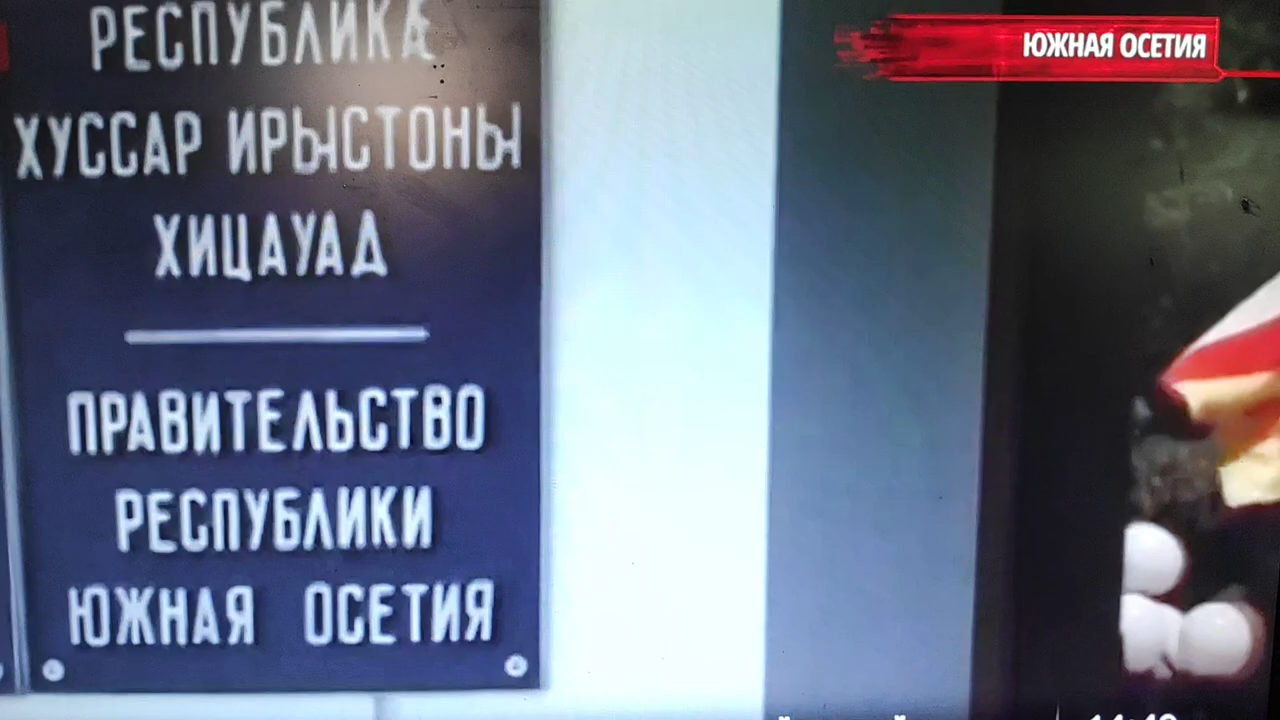 РЕСПУБЛИКА
ХУССАР ИРЫСТОНЫ
ХИЦАУАД
ПРАВИТЕЛЬСТВО
РЕСПУБЛИКИ
ЮЖНАЯ ОСЕТИЯ
ЮЖНАЯ ОСЕТИЯ